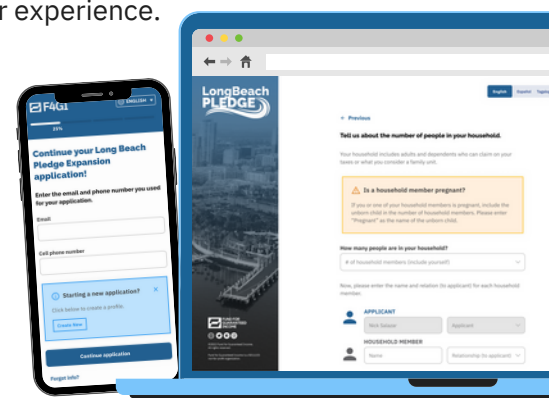 r experience.
F4GI
ENGLISH
25%
Continue your Long Beach
Pledge Expansion
application!
Enter the email and phone number you used
for your application.
Email
Cell phone number
Starting a new application?
Click below to create a profile.
Create New
Continue application
Forgot info?
LongBeach
PLEDGE
FUND FOR
GUARANTEED
INCOME
English Español Tagalog
← Previous
Tell us about the number of people in your household.
Your household includes adults and dependents who can claim on your
taxes or what you consider a family unit.
Is a household member pregnant?
If you or one of your household members is pregnant, include the
unborn child in the number of household members. Please enter
"Pregnant" as the name of the unborn child.
How many people are in your household?
# of household members (include yourself)
Now, please enter the name and relation (to applicant) for each household
member.
APPLICANT
Nick Salazar Applicant
HOUSEHOLD MEMBER
Name Relationship (to applicant)